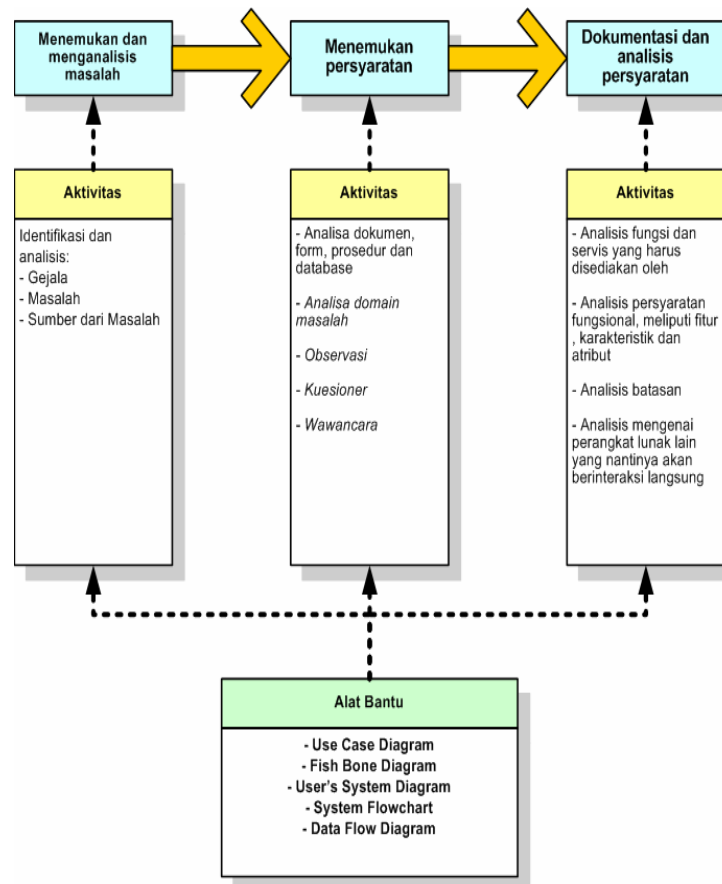 Menemukan dan
menganalisis
masalah
Menemukan
persyaratan
Dokumentasi dan
analisis
persyaratan
Aktivitas
Identifikasi dan
analisis:
- Gejala
- Masalah
- Sumber dari Masalah
Aktivitas
- Analisa dokumen,
form, prosedur dan
database
- Analisa domain
masalah
- Observasi
- Kuesioner
- Wawancara
Aktivitas
- Analisis fungsi dan
servis yang harus
disediakan oleh
- Analisis persyaratan
fungsional, meliputi fitur
, karakteristik dan
atribut
- Analisis batasan
- Analisis mengenai
perangkat lunak lain
yang nantinya akan
berinteraksi langsung
Alat Bantu
- Use Case Diagram
- Fish Bone Diagram
- User's System Diagram
- System Flowchart
- Data Flow Diagram